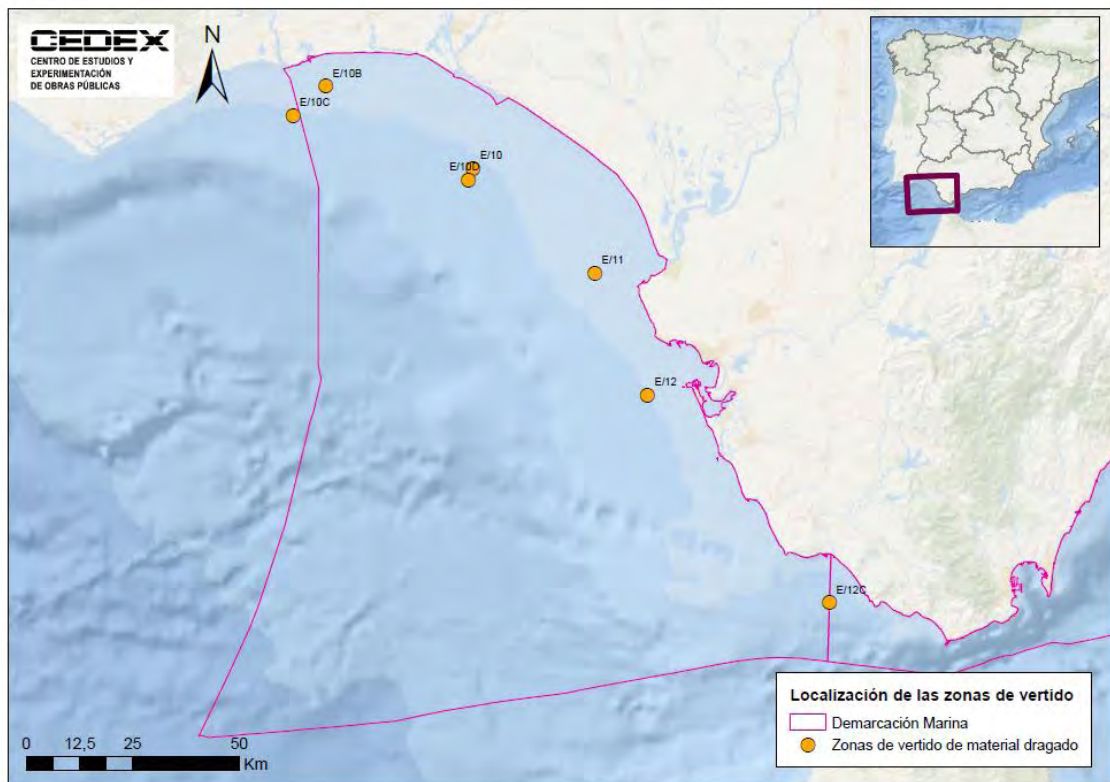 CEDEX
CENTRO DE ESTUDIOS Y
EXPERIMENTACIÓN
DE OBRAS PÚBLICAS
N
E/10B
E/10C
E/10
E/10D
E/11
E/12
E/12C
Localización de las zonas de vertido
Demarcación Marina
Zonas de vertido de material dragado
0 12,5 25 50
Km